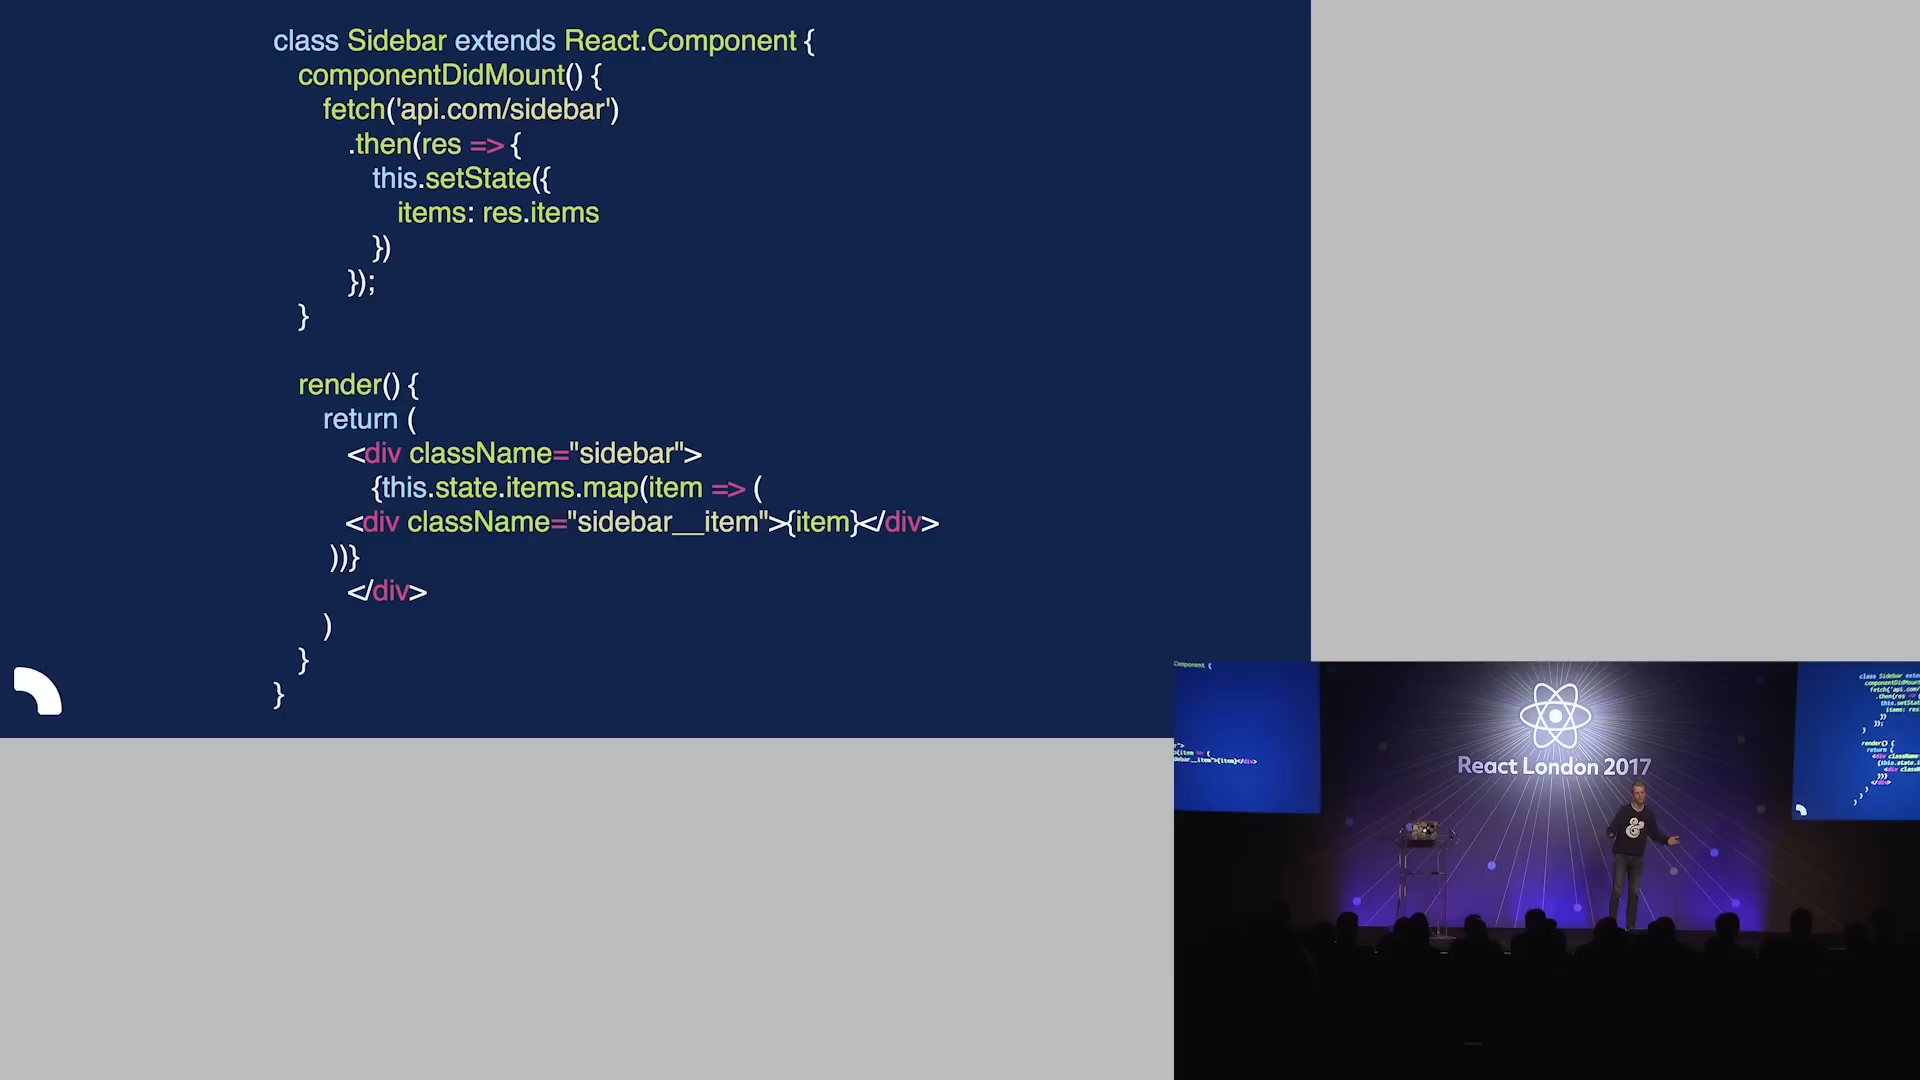 class Sidebar extends React.Component {
componentDidMount() {
fetch('api.com/sidebar')
.then(res => {
this.setState({
items: res.items
})
});
}
render() {
return (
<div className="sidebar">
{this.state.items.map(item => (
<div className="sidebar__item">{item}</div>
))}
</div>
)
}
}
React London 2017
&